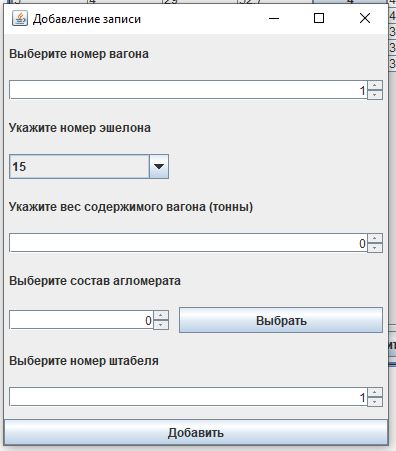 Добавление записи
Выберите номер вагона
1
Укажите номер эшелона
15
Укажите вес содержимого вагона (тонны)
0
Выберите состав агломерата
0 Выбрать
Выберите номер штабеля
1
Добавить